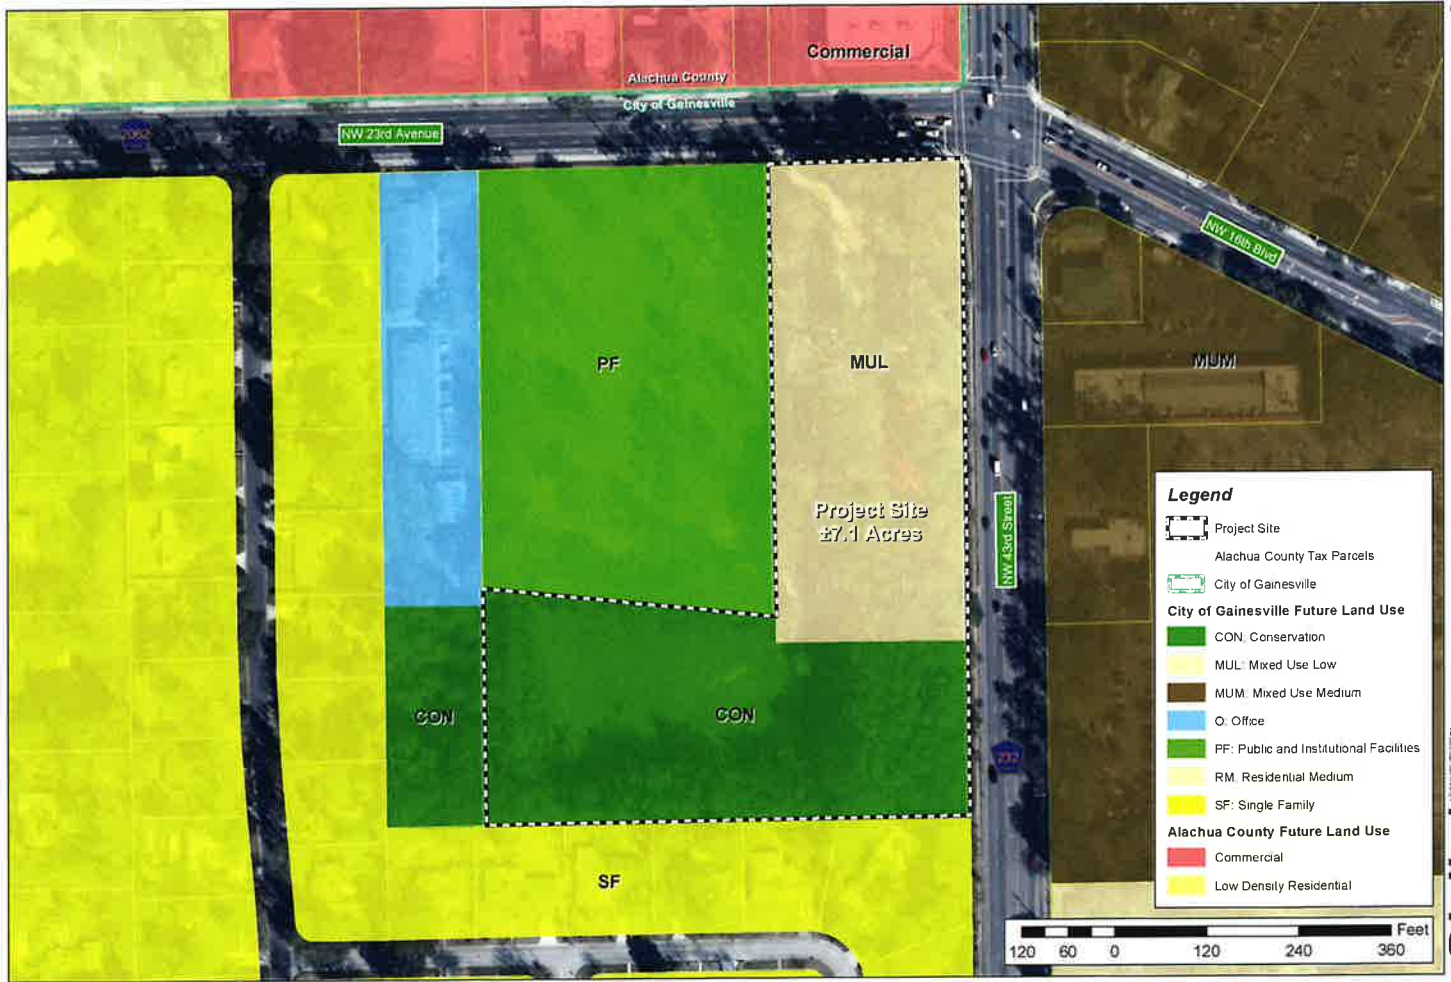 Commercial
Alachua County
City of Gainesville
2062
NW 23rd Avenue
NW 16th Blvd
PF
MUL
MUM
Project Site
±7.1 Acres
NW 43rd Street
CON
CON
232
SF
Legend
Project Site
Alachua County Tax Parcels
City of Gainesville
City of Gainesville Future Land Use
CON: Conservation
MUL: Mixed Use Low
MUM: Mixed Use Medium
O: Office
PF: Public and Institutional Facilities
RM: Residential Medium
SF: Single Family
Alachua County Future Land Use
Commercial
Low Density Residential
Feet
120 60 0 120 240 360